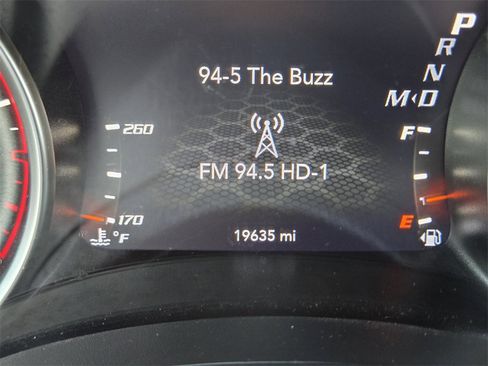 P
R
94-5 The Buzz
N
M D
260
F
FM 94.5 HD-1
170
E
°F
19635 mi